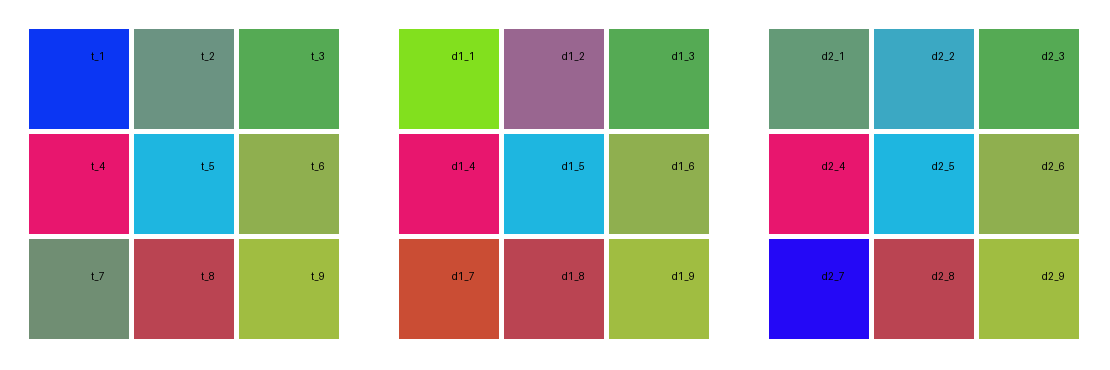 t_1 t_2 t_3 d1_1 d1_2 d1_3 d2_1 d2_2 d2_3
t_4 t_5 t_6 d1_4 d1_5 d1_6 d2_4 d2_5 d2_6
t_7 t_8 t_9 d1_7 d1_8 d1_9 d2_7 d2_8 d2_9